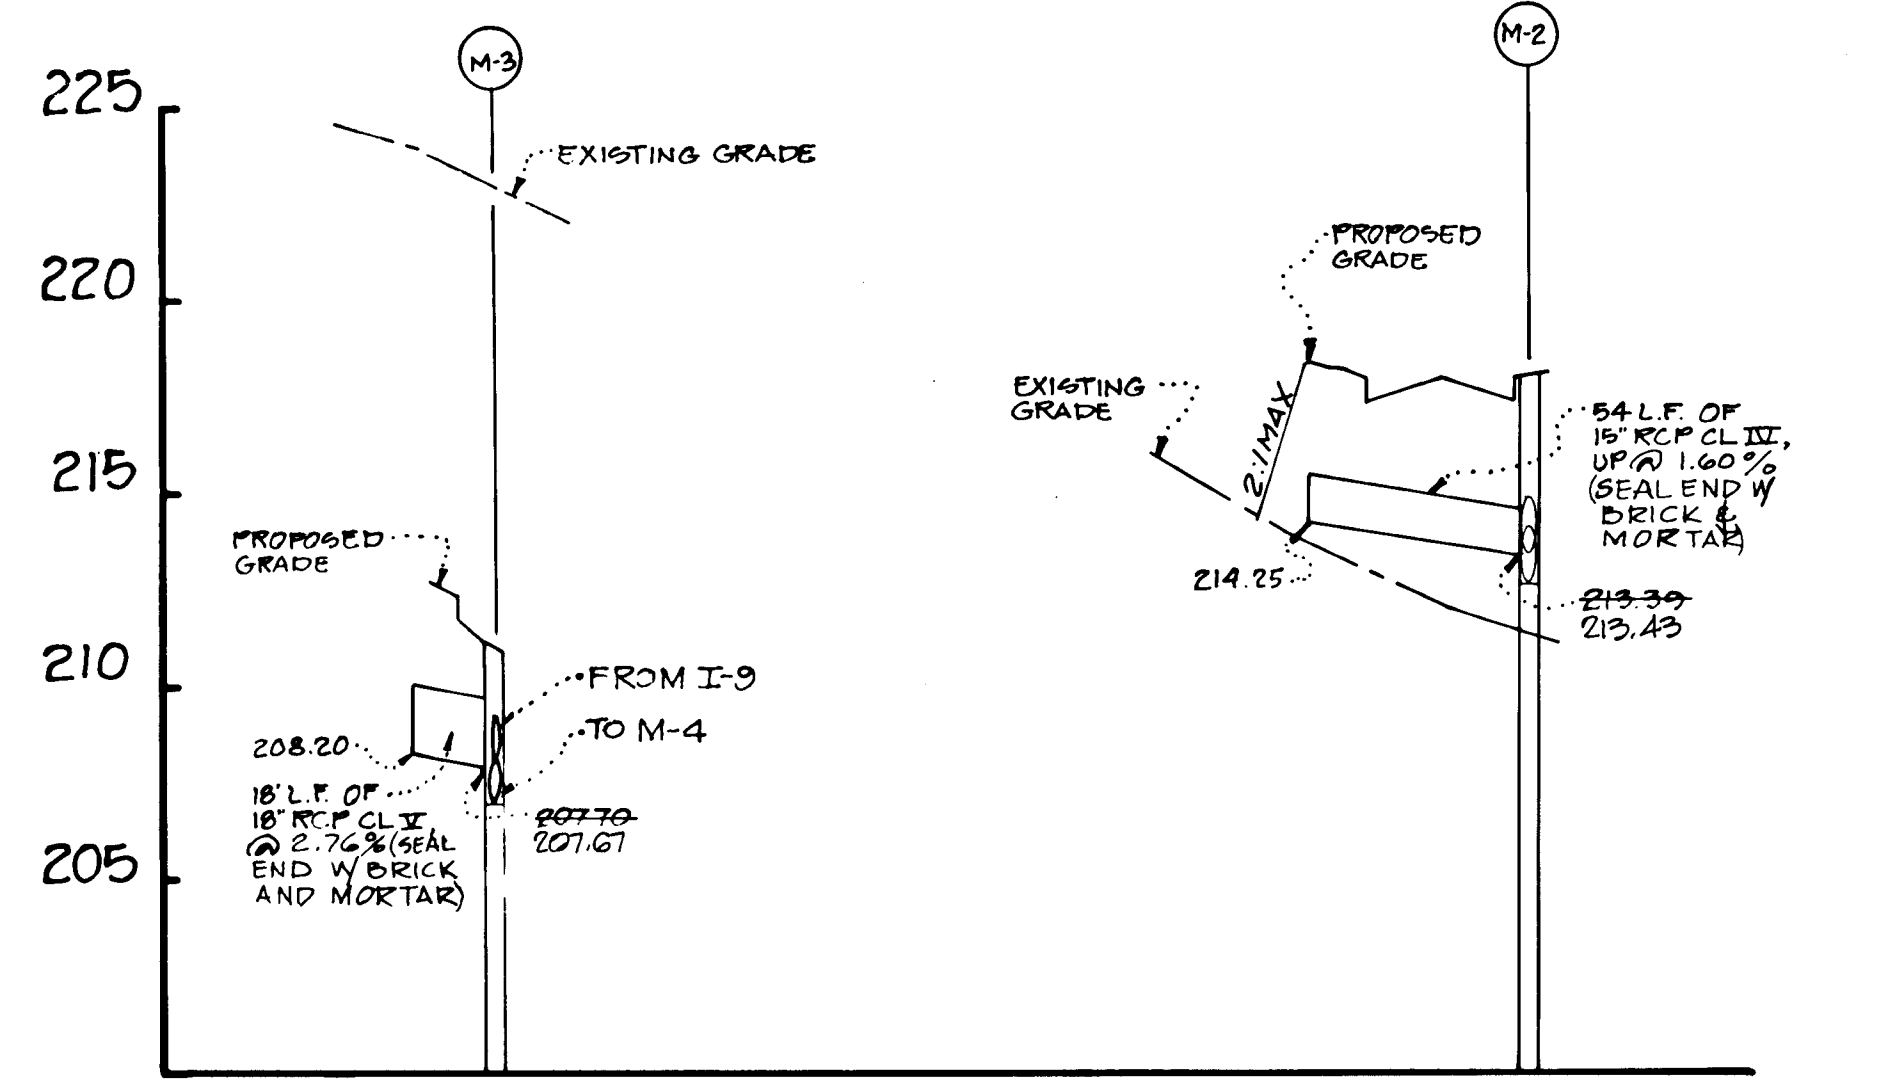 M-3
M-2
225
220
215
210
205
EXISTING GRADE
PROPOSED
GRADE
EXISTING
GRADE
2:1 MAX
54 L.F. OF
15" RCP CL IV,
UP @ 1.60%
(SEAL END W/
BRICK &
MORTAR)
214.25
213.39
213.43
PROPOSED
GRADE
FROM I-9
TO M-4
208.20
18' L.F. OF
18" RCP CL V
@ 2.76% (SEAL
END W/ BRICK
AND MORTAR)
207.70
207.67